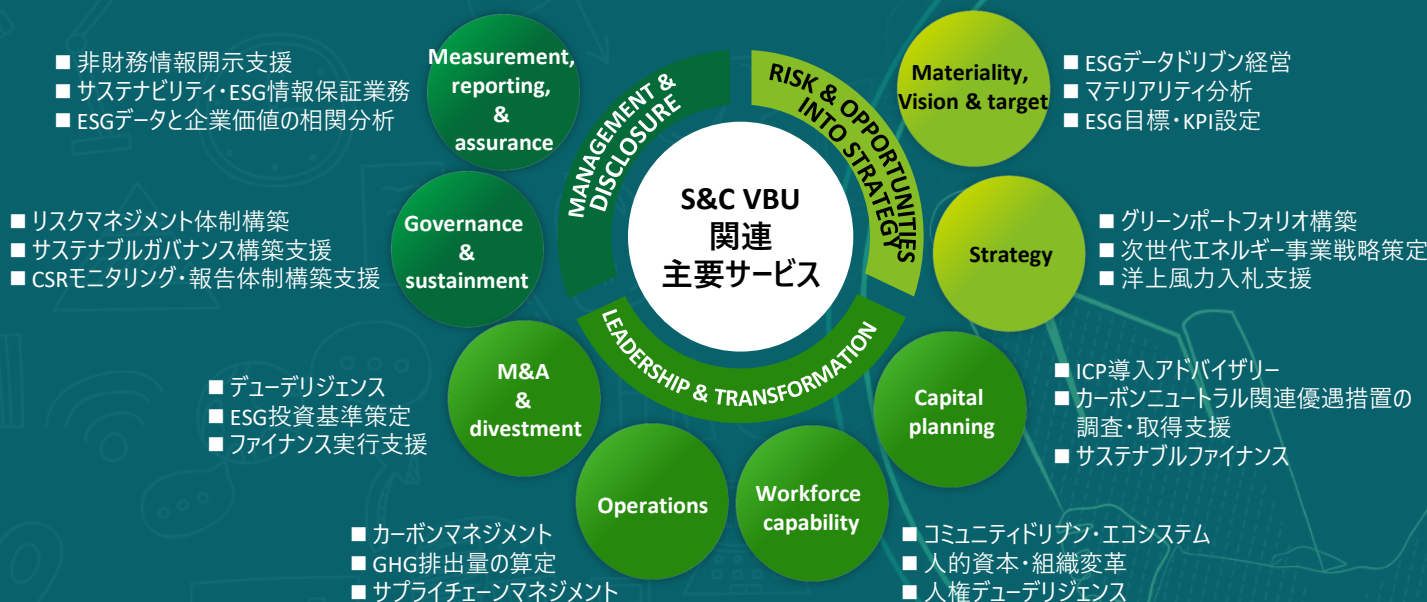 S&C VBU
関連
主要サービス
RISK & OPPORTUNITIES
INTO STRATEGY
Materiality,
Vision & target
■ ESGデータドリブン経営
■ マテリアリティ分析
■ ESG目標・KPI設定
Strategy
■ グリーンポートフォリオ構築
■ 次世代エネルギー事業戦略策定
■ 洋上風力入札支援
LEADERSHIP & TRANSFORMATION
Capital
planning
■ ICP導入アドバイザリー
■ カーボンニュートラル関連優遇措置の
調査・取得支援
■ サステナブルファイナンス
Workforce
capability
■ コミュニティドリブン・エコシステム
■ 人的資本・組織変革
■ 人権デューデリジェンス
Operations
■ カーボンマネジメント
■ GHG排出量の算定
■ サプライチェーンマネジメント
M&A
&
divestment
■ デューデリジェンス
■ ESG投資基準策定
■ ファイナンス実行支援
MANAGEMENT &
DISCLOSURE
Governance
&
sustainment
■ リスクマネジメント体制構築
■ サステナブルガバナンス構築支援
■ CSRモニタリング・報告体制構築支援
Measurement,
reporting,
&
assurance
■ 非財務情報開示支援
■ サステナビリティ・ESG情報保証業務
■ ESGデータと企業価値の相関分析